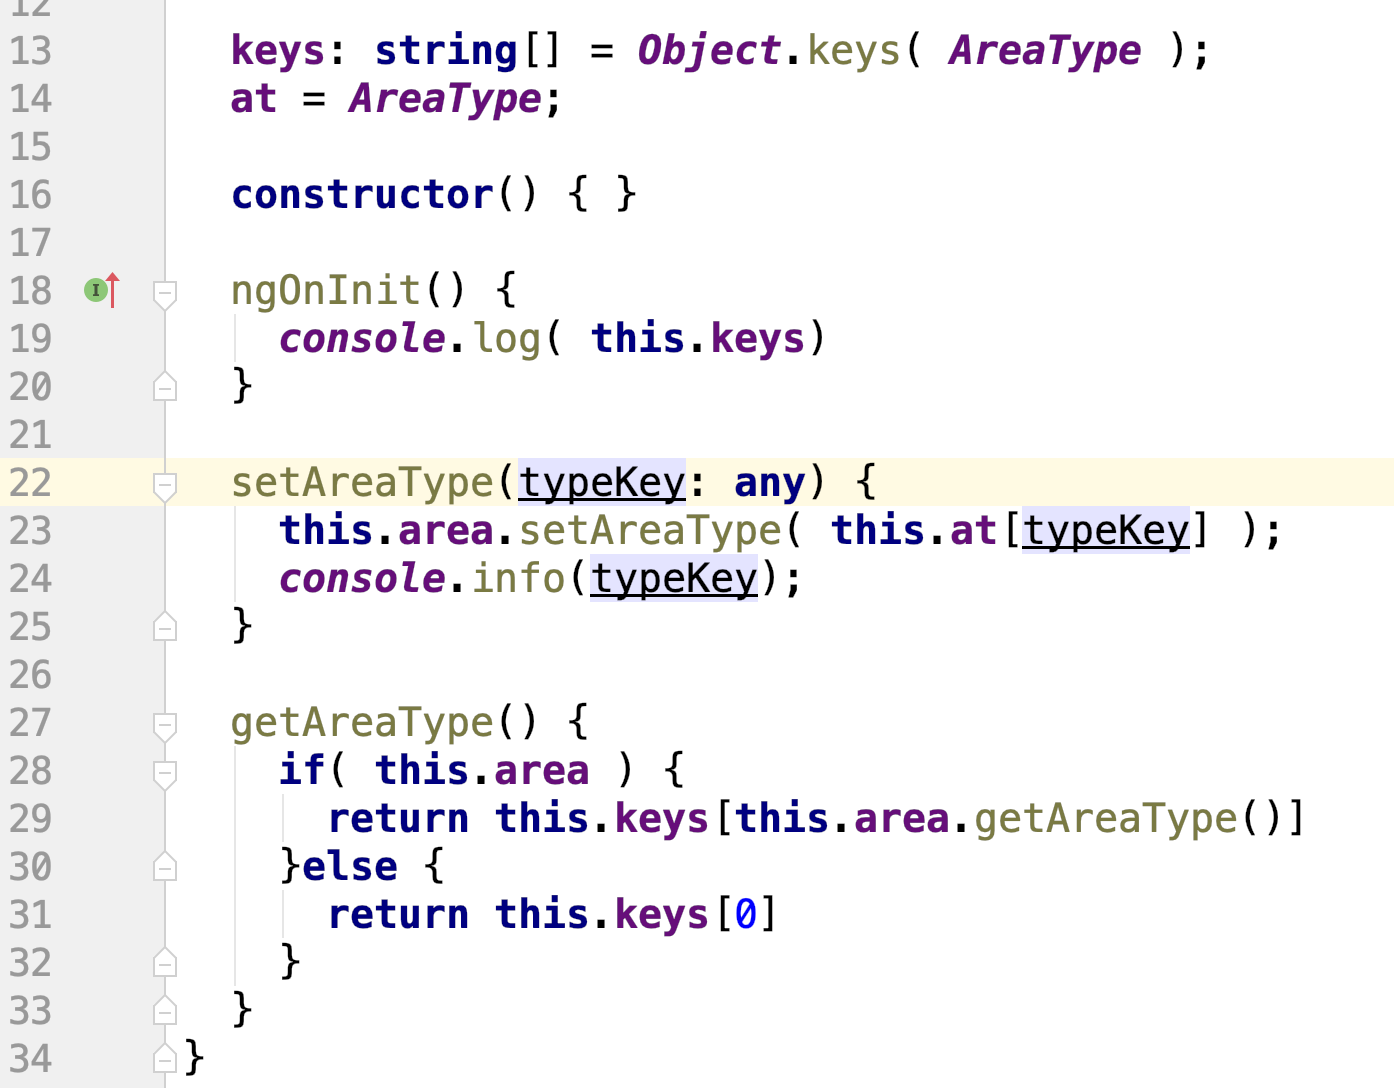 12
13 keys: string[] = Object.keys( AreaType );
14 at = AreaType;
15
16 constructor() { }
17
18 I ngOnInit() {
19 console.log( this.keys)
20 }
21
22 setAreaType(typeKey: any) {
23 this.area.setAreaType( this.at[typeKey] );
24 console.info(typeKey);
25 }
26
27 getAreaType() {
28 if( this.area ) {
29 return this.keys[this.area.getAreaType()]
30 }else {
31 return this.keys[0]
32 }
33 }
34 }